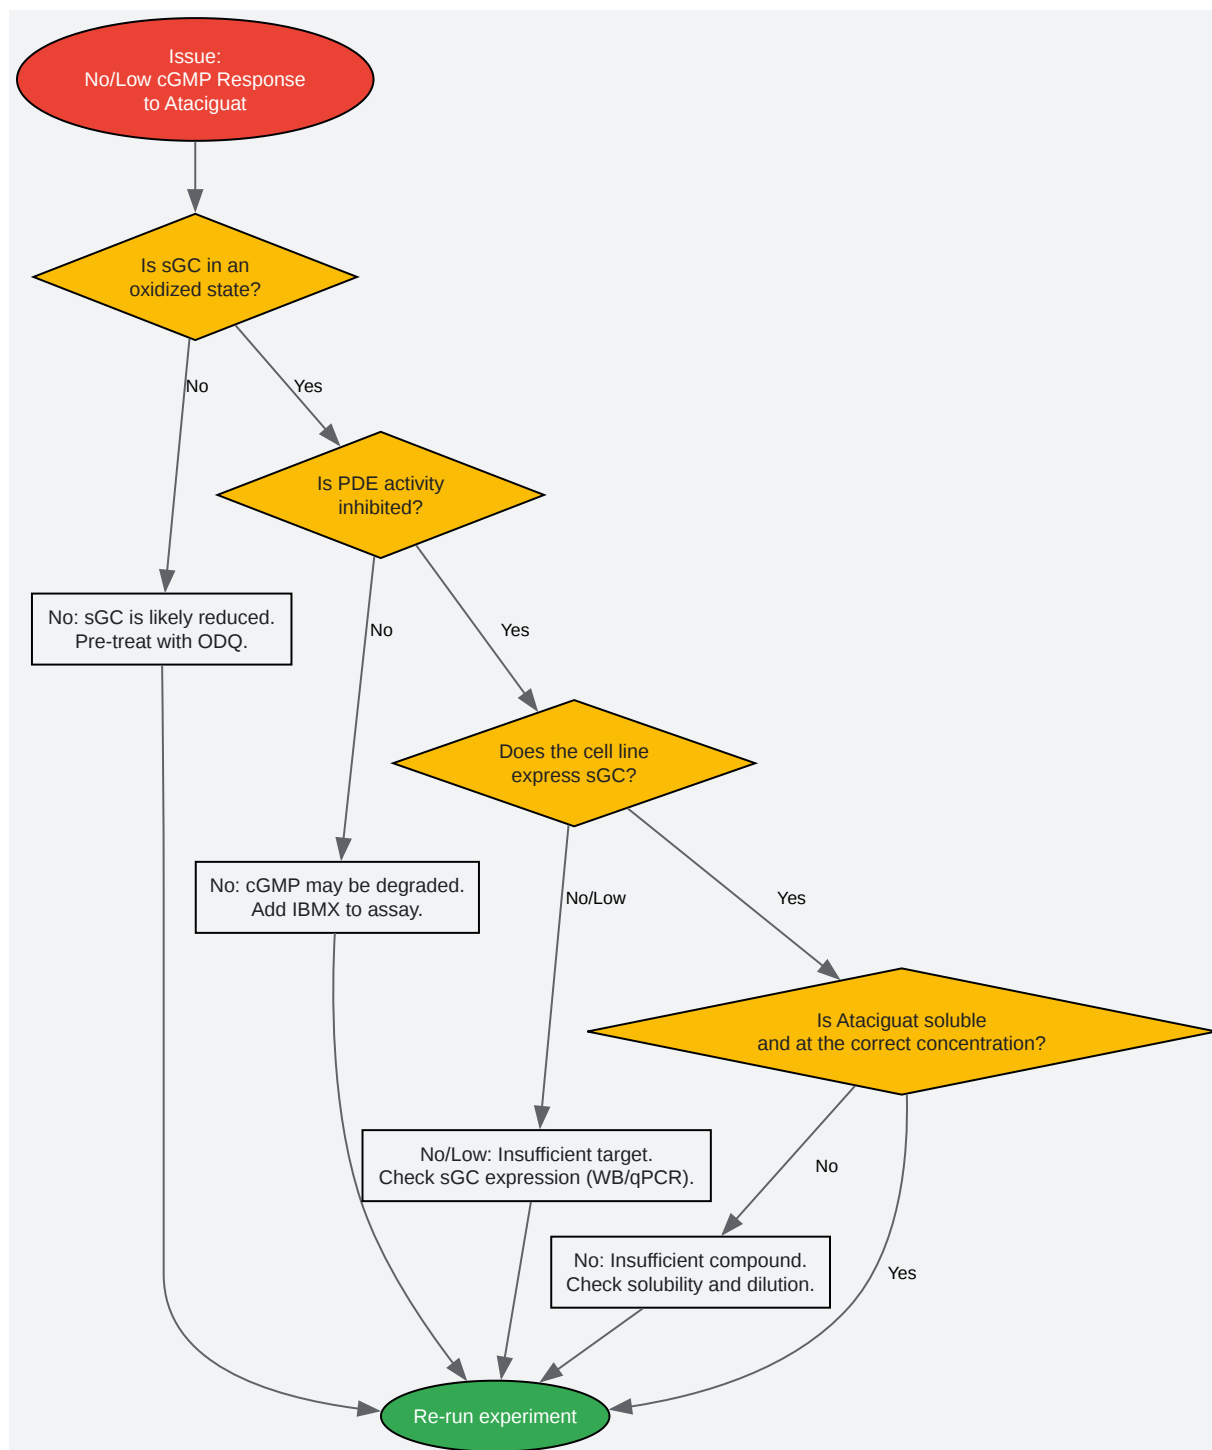 Issue:
No/Low cGMP Response
to Ataciguat
Is sGC in an
oxidized state?
No
Yes
Is PDE activity
inhibited?
No: sGC is likely reduced.
Pre-treat with ODQ.
No
Yes
Does the cell line
express sGC?
No: cGMP may be degraded.
Add IBMX to assay.
No/Low
Yes
Is Ataciguat soluble
and at the correct concentration?
No/Low: Insufficient target.
Check sGC expression (WB/qPCR).
No
No: Insufficient compound.
Check solubility and dilution.
Yes
Re-run experiment